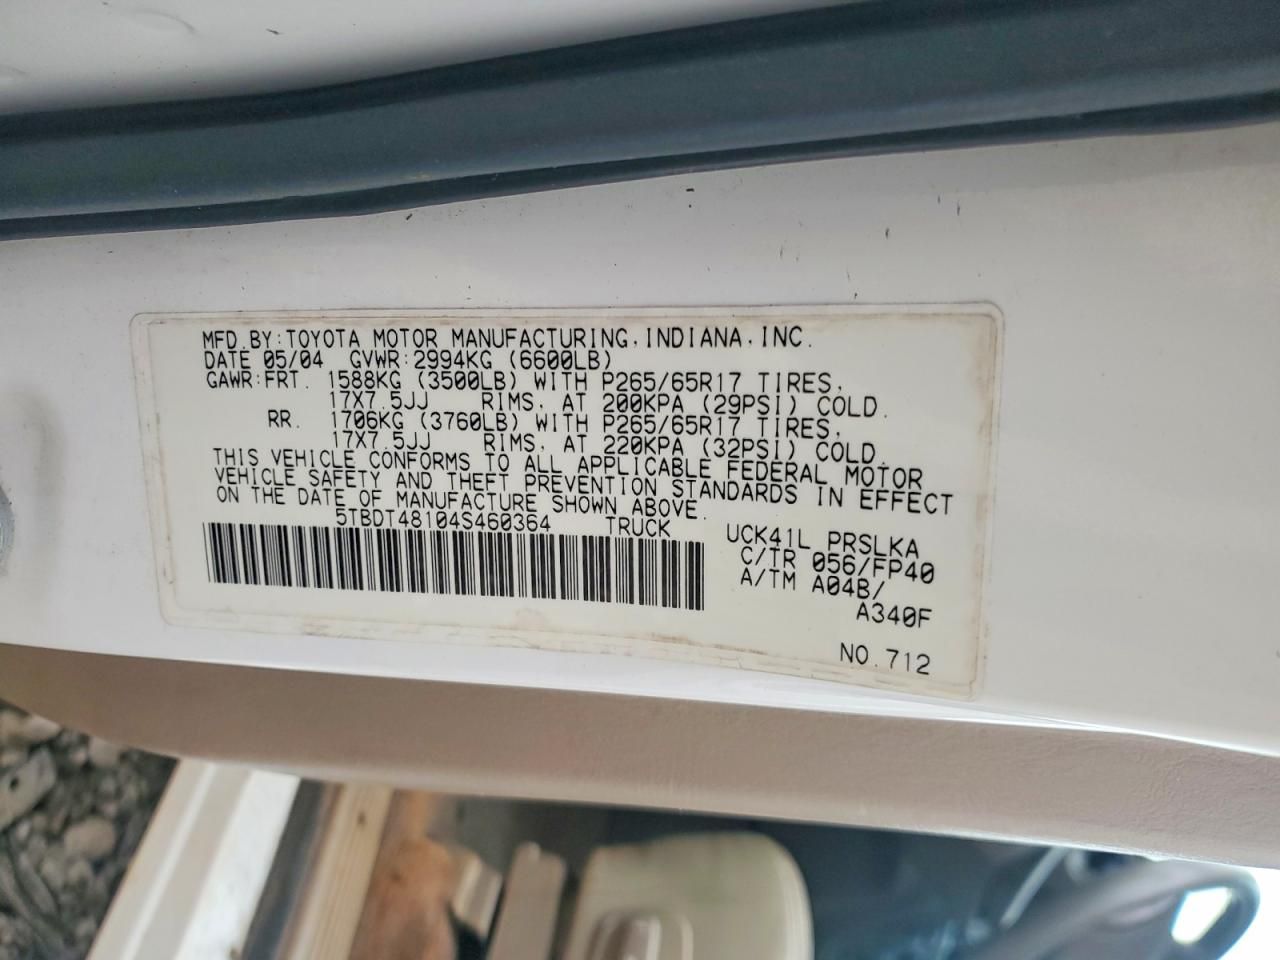 MFD.BY:TOYOTA MOTOR MANUFACTURING,INDIANA,INC.
DATE 05/04 GVWR:2994KG (6600LB)
GAWR:FRT. 1588KG (3500LB) WITH P265/65R17 TIRES,
17X7.5JJ RIMS, AT 200KPA (29PSI) COLD.
RR. 1706KG (3760LB) WITH P265/65R17 TIRES,
17X7.5JJ RIMS, AT 220KPA (32PSI) COLD.
THIS VEHICLE CONFORMS TO ALL APPLICABLE FEDERAL MOTOR
VEHICLE SAFETY AND THEFT PREVENTION STANDARDS IN EFFECT
ON THE DATE OF MANUFACTURE SHOWN ABOVE.
5TBDT48104S460364 TRUCK
UCK41L PRSLKA
C/TR 056/FP40
A/TM A04B/
A340F
NO.712